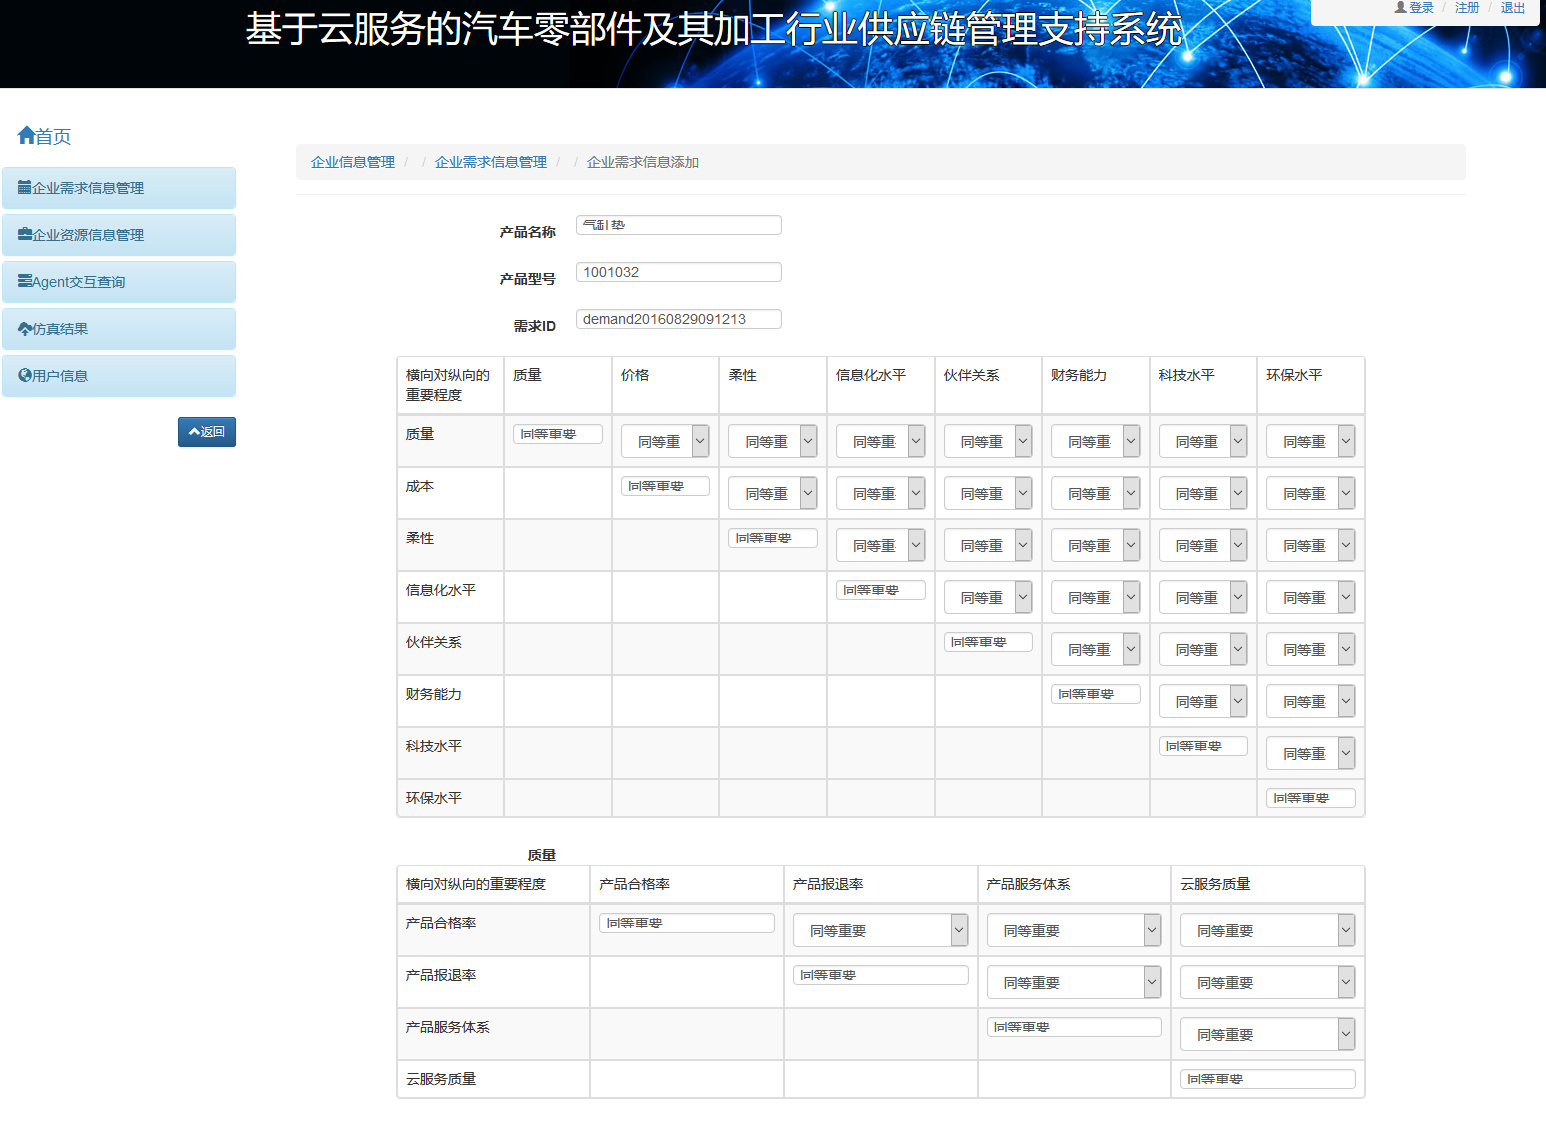 基于云服务的汽车零部件及其加工行业供应链管理支持系统
登录 / 注册 / 退出
首页
企业需求信息管理
企业资源信息管理
Agent交互查询
仿真结果
用户信息
返回
企业信息管理 / / 企业需求信息管理 / / 企业需求信息添加
产品名称 气缸垫
产品型号 1001032
需求ID demand20160829091213
横向对纵向的重要程度 质量 价格 柔性 信息化水平 伙伴关系 财务能力 科技水平 环保水平
质量 同等重要 同等重 同等重 同等重 同等重 同等重 同等重 同等重
成本 同等重要 同等重 同等重 同等重 同等重 同等重 同等重
柔性 同等重要 同等重 同等重 同等重 同等重 同等重
信息化水平 同等重要 同等重 同等重 同等重 同等重
伙伴关系 同等重要 同等重 同等重 同等重
财务能力 同等重要 同等重 同等重
科技水平 同等重要 同等重
环保水平 同等重要
质量
横向对纵向的重要程度 产品合格率 产品报退率 产品服务体系 云服务质量
产品合格率 同等重要 同等重要 同等重要 同等重要
产品报退率 同等重要 同等重要 同等重要
产品服务体系 同等重要 同等重要
云服务质量 同等重要